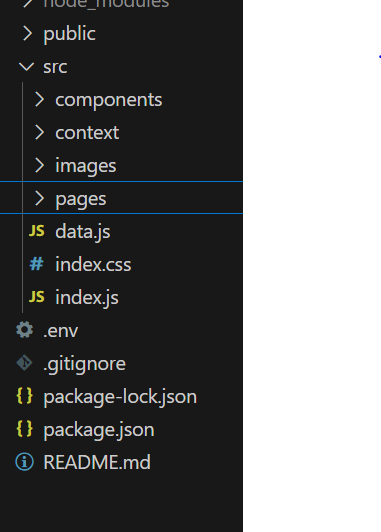 node_modules
public
src
components
context
images
pages
JS data.js
# index.css
JS index.js
.env
.gitignore
{} package-lock.json
{} package.json
README.md